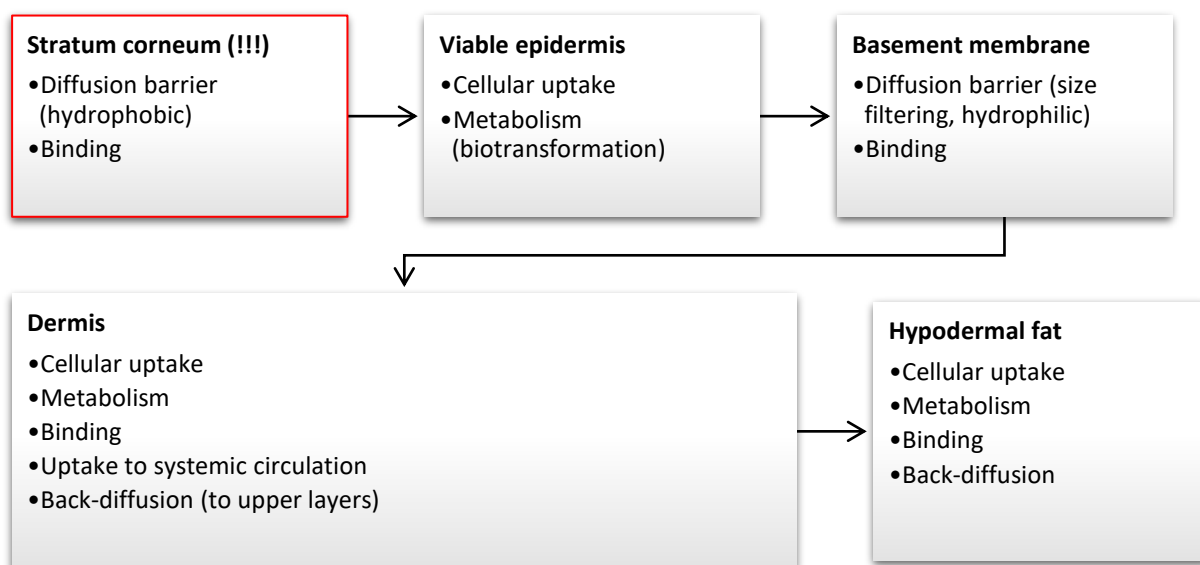 Stratum corneum (!!!)
•Diffusion barrier
(hydrophobic)
•Binding
Viable epidermis
•Cellular uptake
•Metabolism
(biotransformation)
Basement membrane
•Diffusion barrier (size
filtering, hydrophilic)
•Binding
Dermis
•Cellular uptake
•Metabolism
•Binding
•Uptake to systemic circulation
•Back-diffusion (to upper layers)
Hypodermal fat
•Cellular uptake
•Metabolism
•Binding
•Back-diffusion